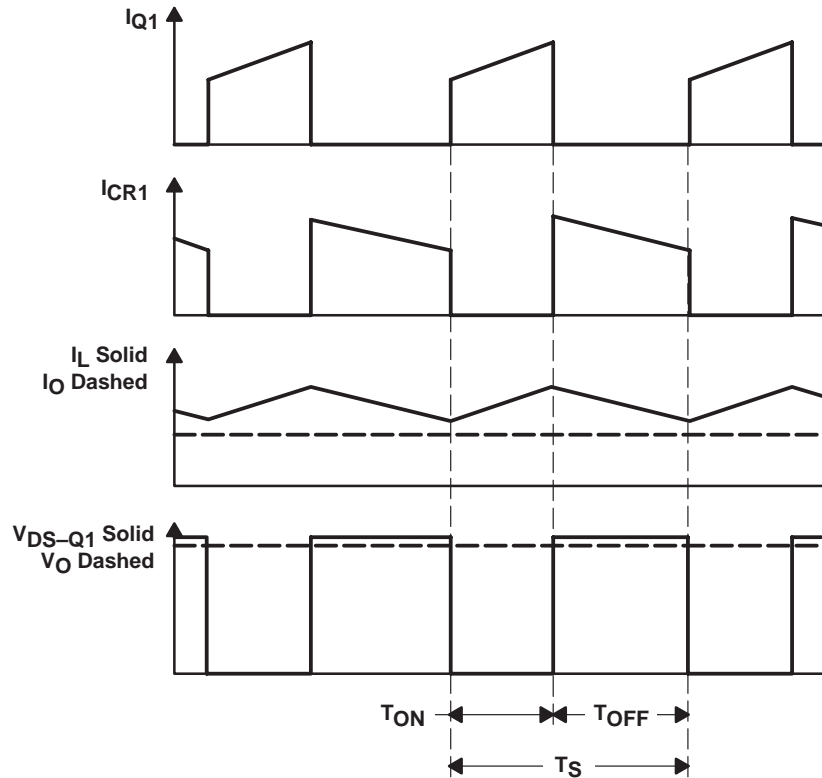 IQ1
ICR1
IL Solid
IO Dashed
VDS–Q1 Solid
VO Dashed
TON
TOFF
TS